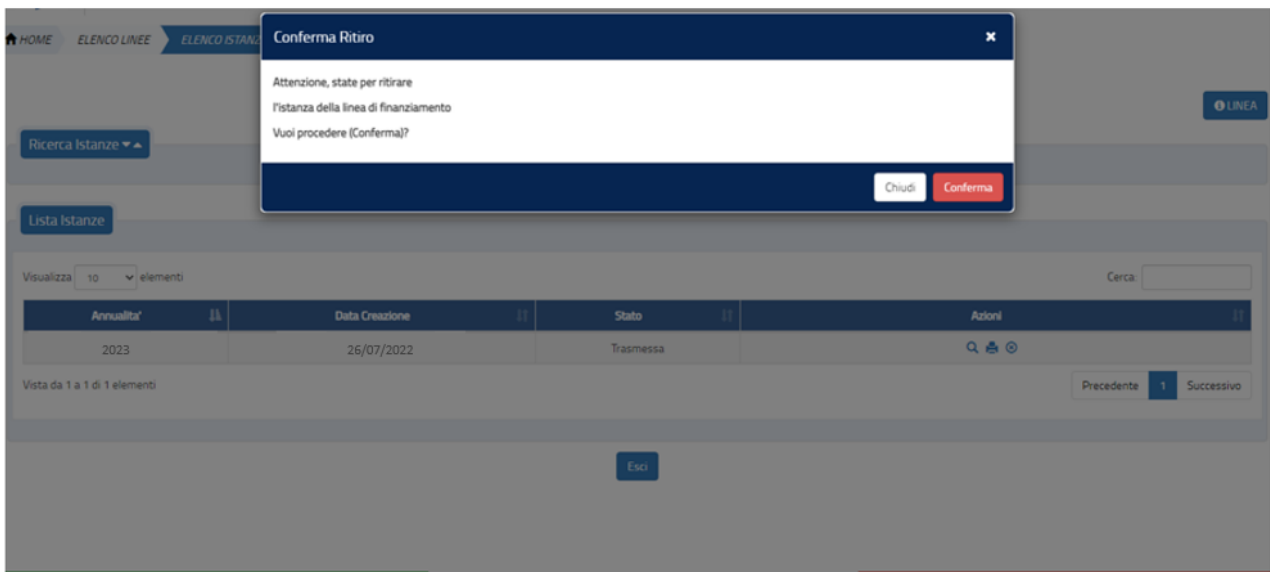 HOME ELENCO LINEE ELENCO ISTANZ
Conferma Ritiro
Attenzione, state per ritirare
l'istanza della linea di finanziamento
Vuoi procedere (Conferma)?
Chiudi Conferma
LINEA
Ricerca Istanze
Lista Istanze
Visualizza 10 elementi Cerca:
Annualita' Data Creazione Stato Azioni
2023 26/07/2022 Trasmessa
Vista da 1 a 1 di 1 elementi Precedente 1 Successivo
Esci